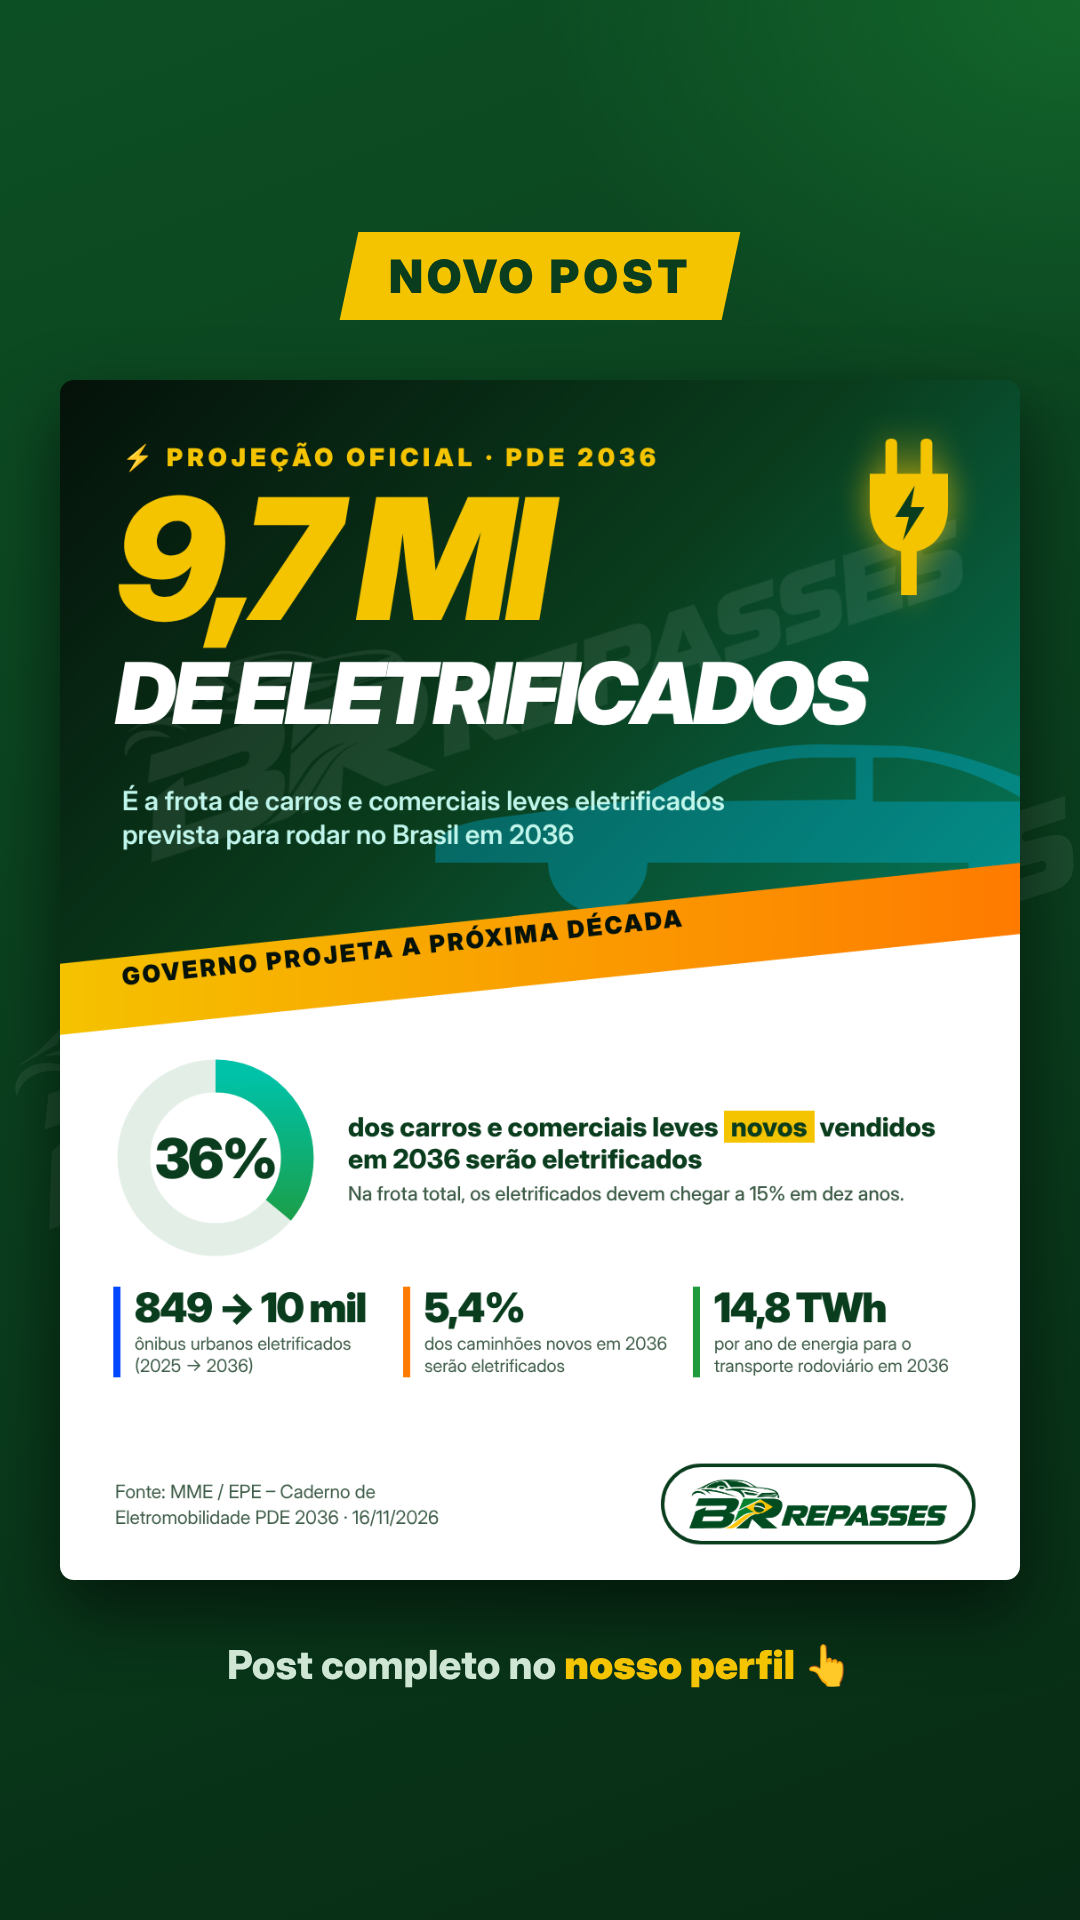 NOVO POST
⚡ PROJEÇÃO OFICIAL · PDE 2036
9,7 MI
DE ELETRIFICADOS
BR REPASSES
É a frota de carros e comerciais leves eletrificados
prevista para rodar no Brasil em 2036
GOVERNO PROJETA A PRÓXIMA DÉCADA
36%
dos carros e comerciais leves novos vendidos
em 2036 serão eletrificados
Na frota total, os eletrificados devem chegar a 15% em dez anos.
849 → 10 mil
ônibus urbanos eletrificados
(2025 → 2036)
5,4%
dos caminhões novos em 2036
serão eletrificados
14,8 TWh
por ano de energia para o
transporte rodoviário em 2036
Fonte: MME / EPE – Caderno de
Eletromobilidade PDE 2036 · 16/11/2026
BR REPASSES
Post completo no nosso perfil 👆